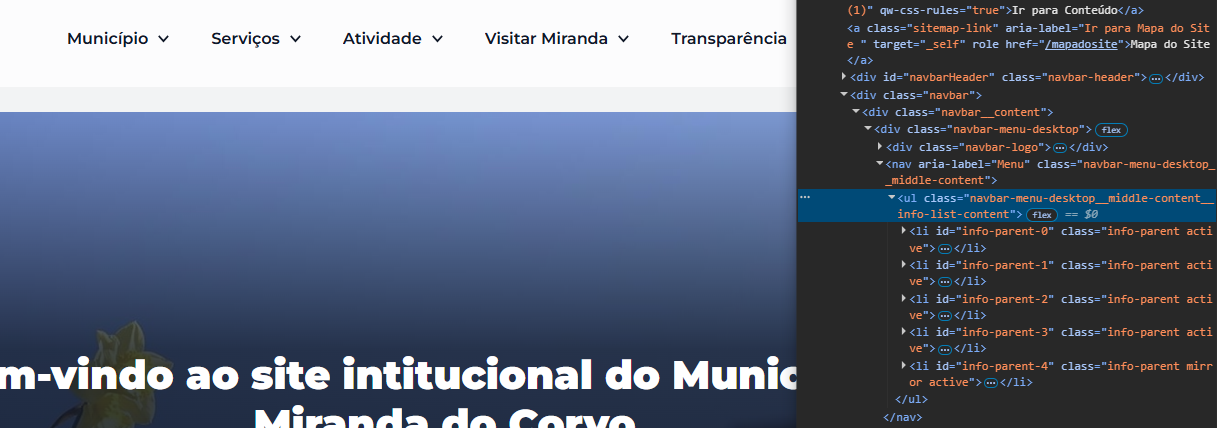 Município
Serviços
Atividade
Visitar Miranda
Transparência
m-vindo ao site intitucional do Munic
Miranda do Corvo
(1)" qw-css-rules="true">Ir para Conteúdo</a>
<a class="sitemap-link" aria-label="Ir para Mapa do Sit
e " target="_self" role href="/mapadosite">Mapa do Site
</a>
<div id="navbarHeader" class="navbar-header">…</div>
<div class="navbar">
<div class="navbar__content">
<div class="navbar-menu-desktop"> flex
<div class="navbar-logo">…</div>
<nav aria-label="Menu" class="navbar-menu-desktop_
_middle-content">
… <ul class="navbar-menu-desktop__middle-content__
info-list-content"> flex == $0
<li id="info-parent-0" class="info-parent acti
ve">…</li>
<li id="info-parent-1" class="info-parent acti
ve">…</li>
<li id="info-parent-2" class="info-parent acti
ve">…</li>
<li id="info-parent-3" class="info-parent acti
ve">…</li>
<li id="info-parent-4" class="info-parent mirr
or active">…</li>
</ul>
</nav>